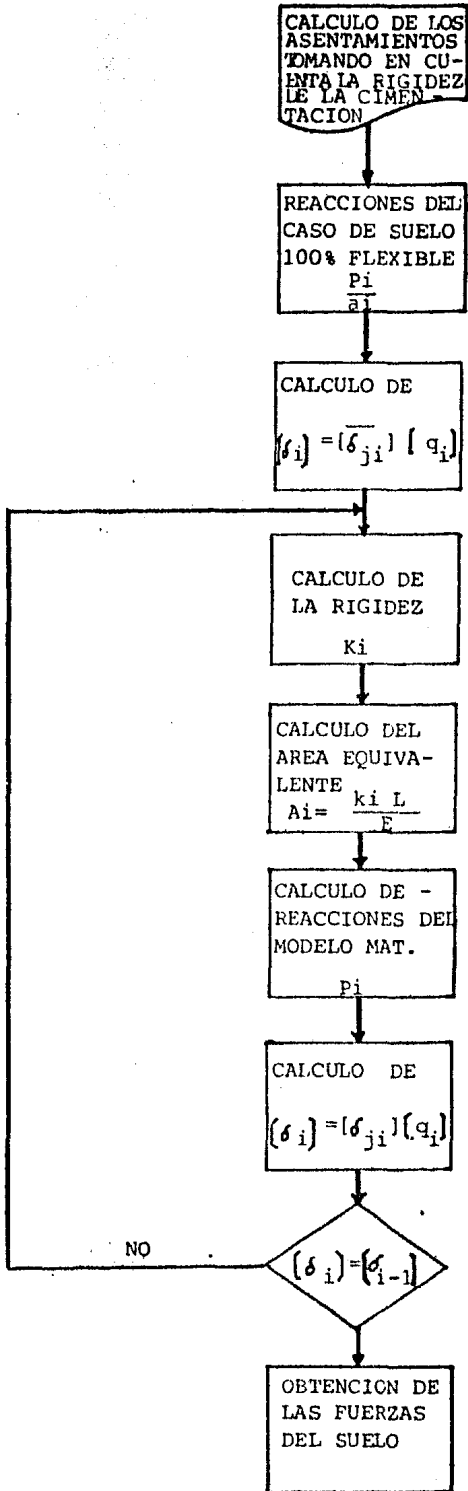 CALCULO DE LOS
ASENTAMIENTOS
TOMANDO EN CU-
ENTA LA RIGIDEZ
DE LA CIMEN-
TACION
REACCIONES DEL
CASO DE SUELO
100% FLEXIBLE
Pi
ai
CALCULO DE
[δi] = [δ̅ji] [qi]
CALCULO DE
LA RIGIDEZ
Ki
CALCULO DEL
AREA EQUIVA-
LENTE
Ai= ki L
E
CALCULO DE -
REACCIONES DEL
MODELO MAT.
Pi
CALCULO DE
[δi] =[δji][qi]
NO
[δi)=[δi-1]
OBTENCION DE
LAS FUERZAS
DEL SUELO